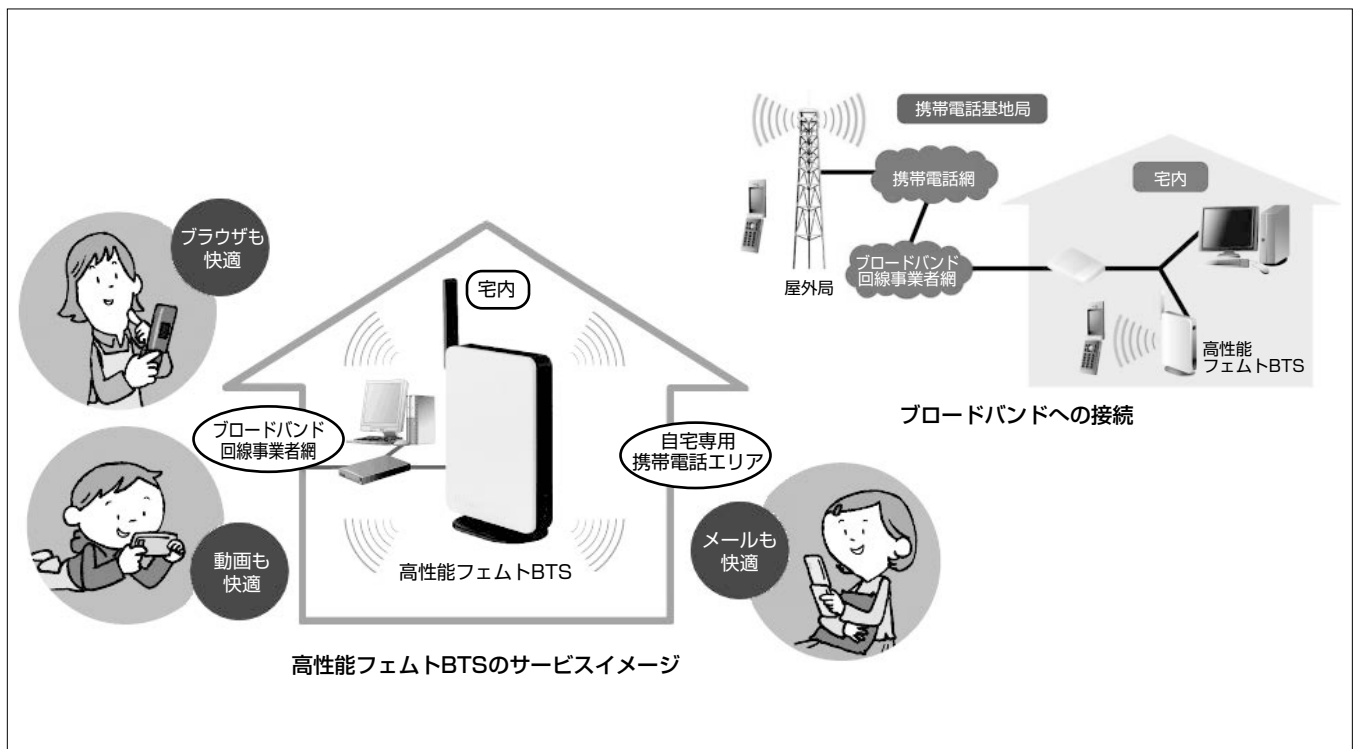 携帯電話基地局
携帯電話網
宅内
ブロードバンド
回線事業者網
屋外局
高性能
フェムトBTS
ブロードバンドへの接続
ブラウザも
快適
宅内
ブロードバンド
回線事業者網
自宅専用
携帯電話エリア
動画も
快適
メールも
快適
高性能フェムトBTS
高性能フェムトBTSのサービスイメージ